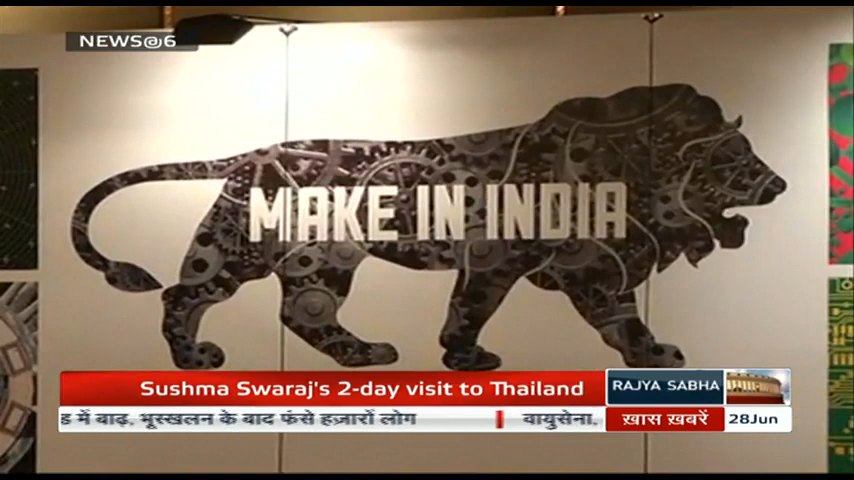 NEWS@6
MAKE IN INDIA
Sushma Swaraj's 2-day visit to Thailand
RAJYA SABHA
में बाढ़, भूस्खलन के बाद फंसे हज़ारों लोग
वायुसेना,
ख़ास ख़बरें
28Jun